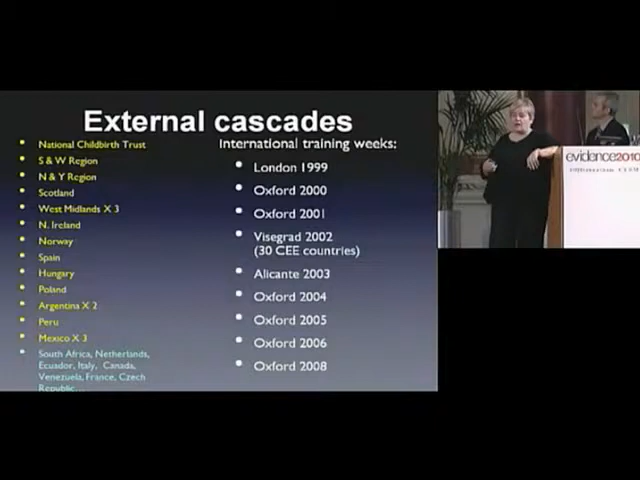 External cascades
National Childbirth Trust
S & W Region
N & Y Region
Scotland
West Midlands X 3
N. Ireland
Norway
Spain
Hungary
Poland
Argentina X 2
Peru
Mexico X 3
South Africa, Netherlands,
Ecuador, Italy, Canada,
Venezuela, France, Czech
Republic...
International training weeks:
London 1999
Oxford 2000
Oxford 2001
Visegrad 2002
(30 CEE countries)
Alicante 2003
Oxford 2004
Oxford 2005
Oxford 2006
Oxford 2008
evidence2010